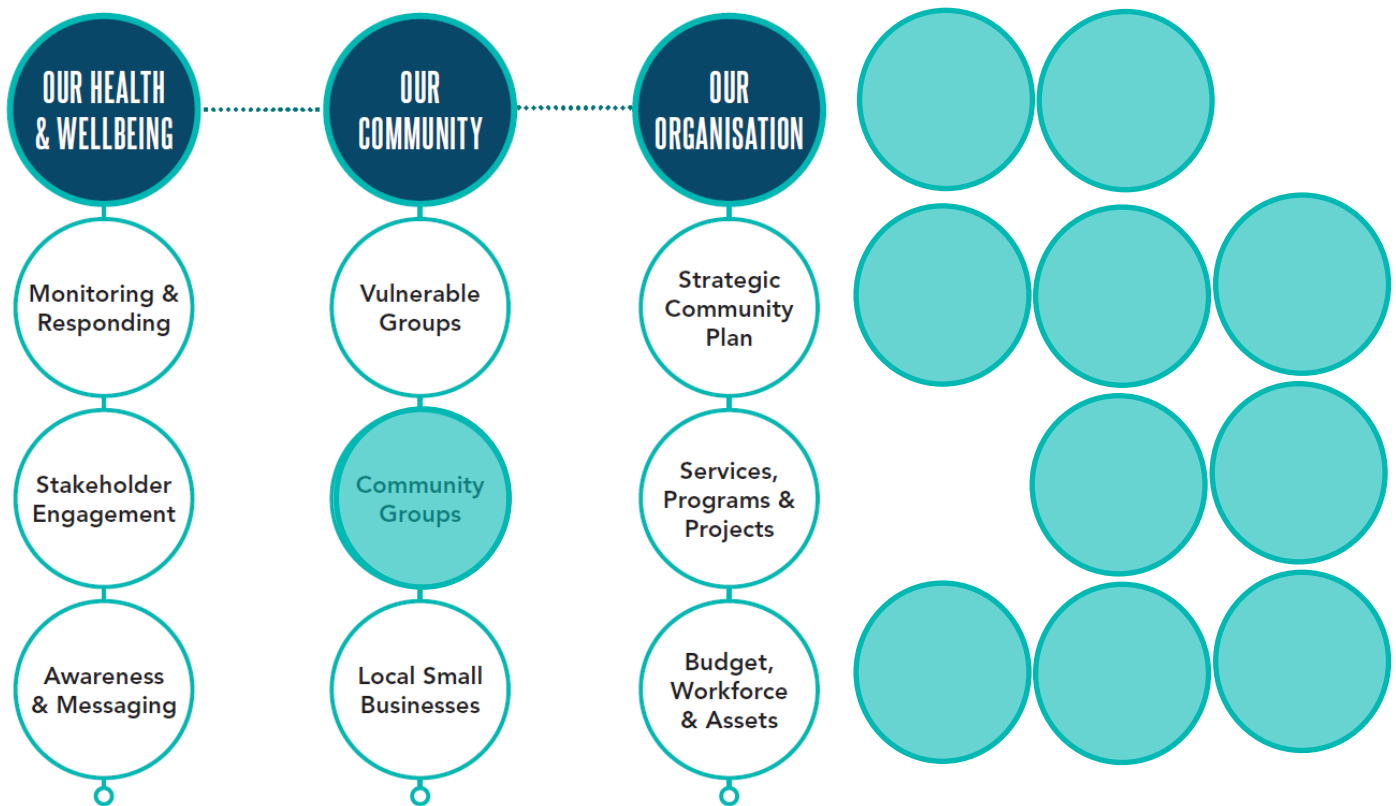 OUR HEALTH
& WELLBEING
OUR
COMMUNITY
OUR
ORGANISATION
Monitoring &
Responding
Vulnerable
Groups
Strategic
Community
Plan
Stakeholder
Engagement
Community
Groups
Services,
Programs &
Projects
Awareness
& Messaging
Local Small
Businesses
Budget,
Workforce
& Assets